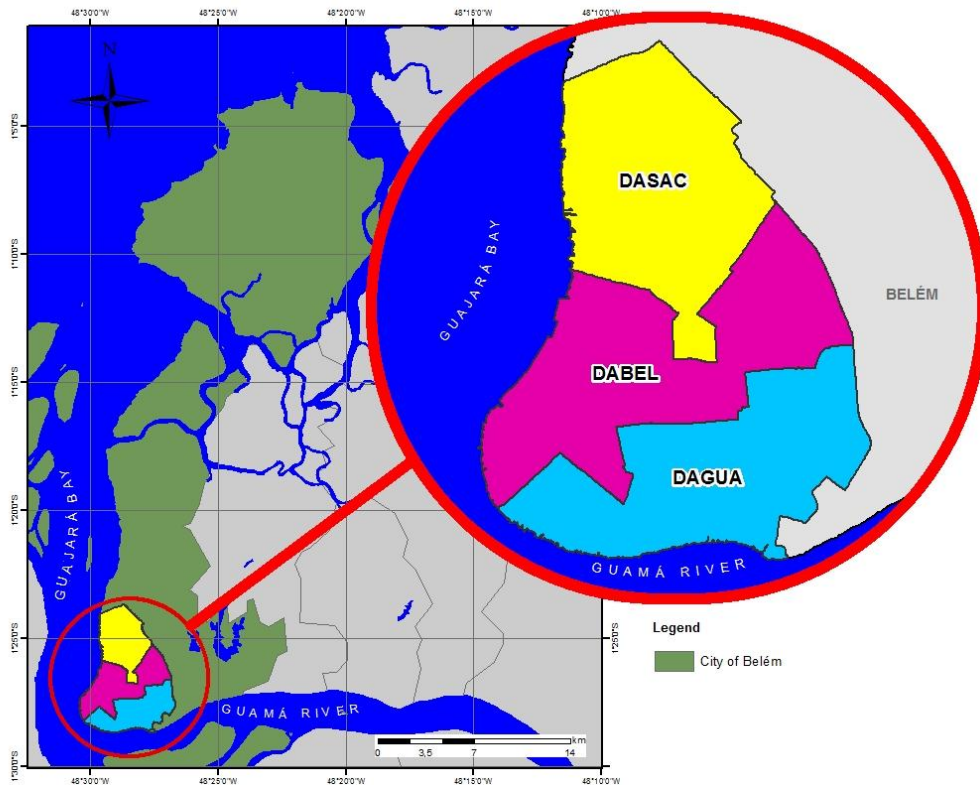 48°30'0"W 48°25'0"W 48°20'0"W 48°15'0"W 48°10'0"W
N
1°5'0"S
1°10'0"S
1°15'0"S
1°20'0"S
1°25'0"S
1°30'0"S
GUAJARÁ BAY
GUAMÁ RIVER
km
0 3,5 7 14
48°30'0"W 48°25'0"W 48°20'0"W 48°15'0"W 48°10'0"W
DASAC
GUAJARÁ BAY
BELÉM
DABEL
DAGUA
GUAMÁ RIVER
1°25'0"S
Legend
City of Belém